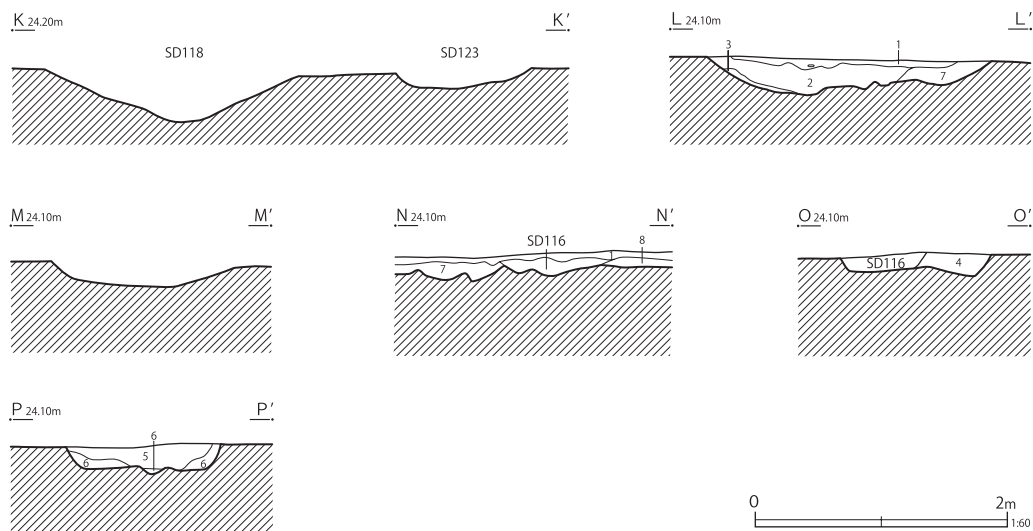 K 24.20m K′
SD118 SD123
L 24.10m L′
3 1
2 7
M 24.10m M′
N 24.10m N′
SD116 8
7
O 24.10m O′
SD116 4
P 24.10m P′
6
5
6 6
0 2m
1:60